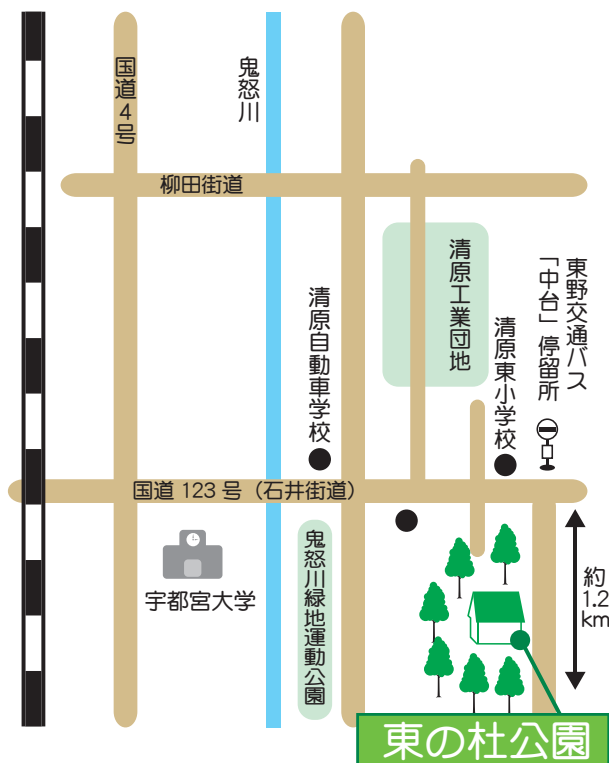 国道4号
鬼怒川
柳田街道
清原工業団地
東野交通バス
「中台」停留所
清原自動車学校
清原東小学校
国道 123 号（石井街道）
宇都宮大学
鬼怒川緑地運動公園
約
1.2
km
東の杜公園